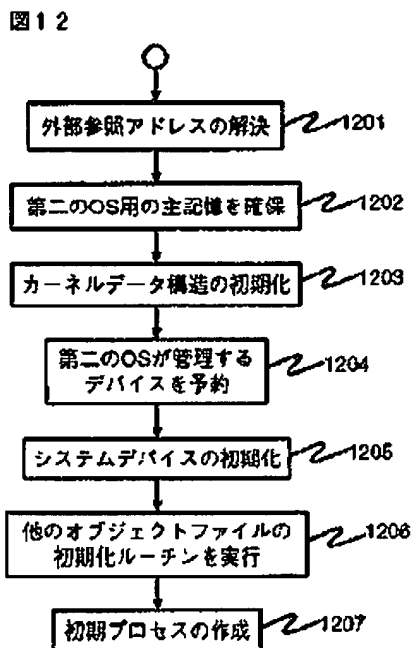 図12
外部参照アドレスの解決 1201
第二のOS用の主記憶を確保 1202
カーネルデータ構造の初期化 1203
第二のOSが管理する
デバイスを予約 1204
システムデバイスの初期化 1205
他のオブジェクトファイルの
初期化ルーチンを実行 1206
初期プロセスの作成 1207